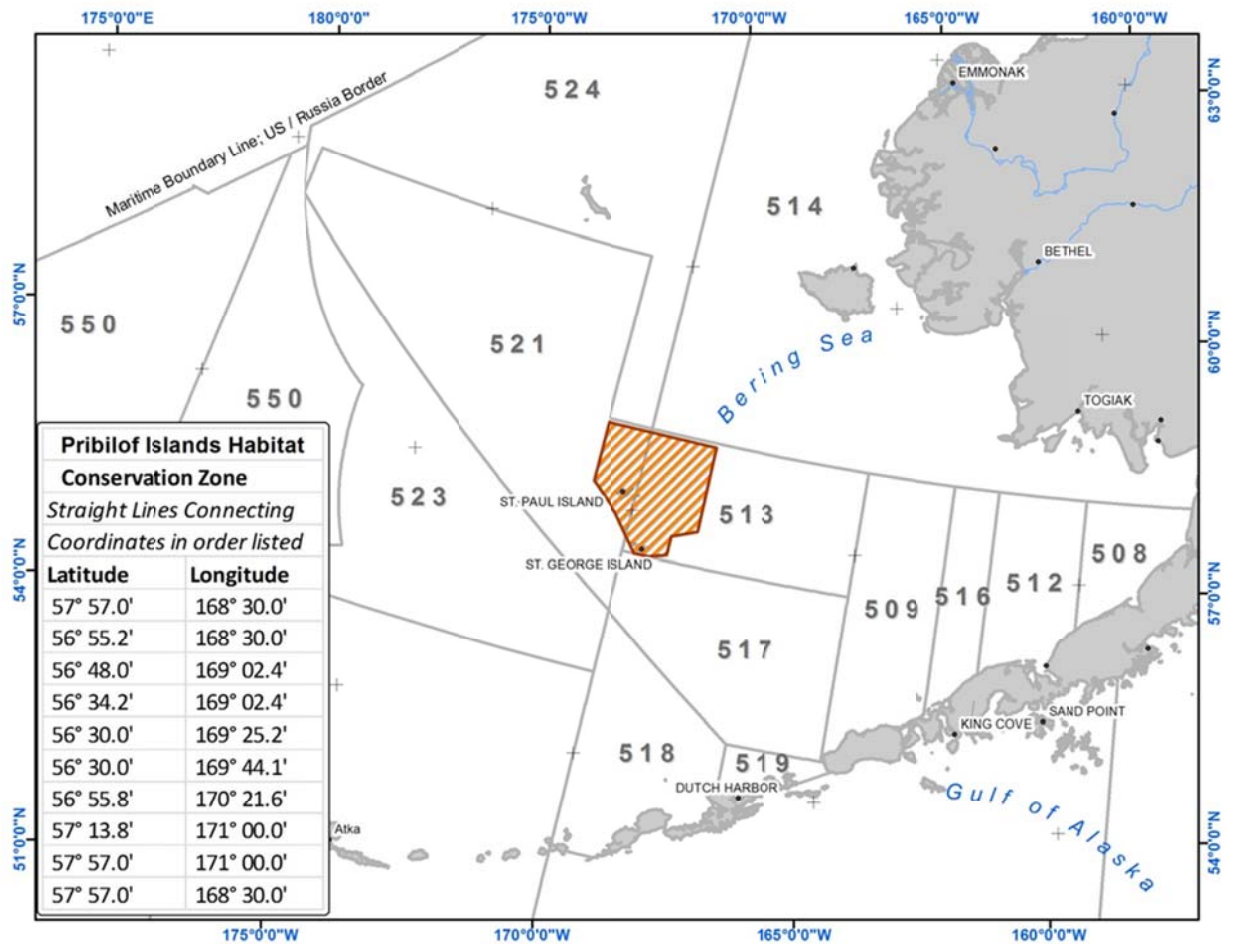 175°0'0"E 180°0'0" 175°0'0"W 170°0'0"W 165°0'0"W 160°0'0"W
EMMONAK
63°0'0"N
524
Maritime Boundary Line; US / Russia Border
514
BETHEL
57°0'0"N
550
521
Bering Sea
60°0'0"N
550
TOGIAK
Pribilof Islands Habitat
Conservation Zone
Straight Lines Connecting
Coordinates in order listed
Latitude Longitude
57° 57.0' 168° 30.0'
56° 55.2' 168° 30.0'
56° 48.0' 169° 02.4'
56° 34.2' 169° 02.4'
56° 30.0' 169° 25.2'
56° 30.0' 169° 44.1'
56° 55.8' 170° 21.6'
57° 13.8' 171° 00.0'
57° 57.0' 171° 00.0'
57° 57.0' 168° 30.0'
523
ST. PAUL ISLAND
513
ST. GEORGE ISLAND
54°0'0"N
508
512
516
509
57°0'0"N
517
SAND POINT
KING COVE
518
519
DUTCH HARBOR
Gulf of Alaska
Atka
51°0'0"N
54°0'0"N
175°0'0"W 170°0'0"W 165°0'0"W 160°0'0"W